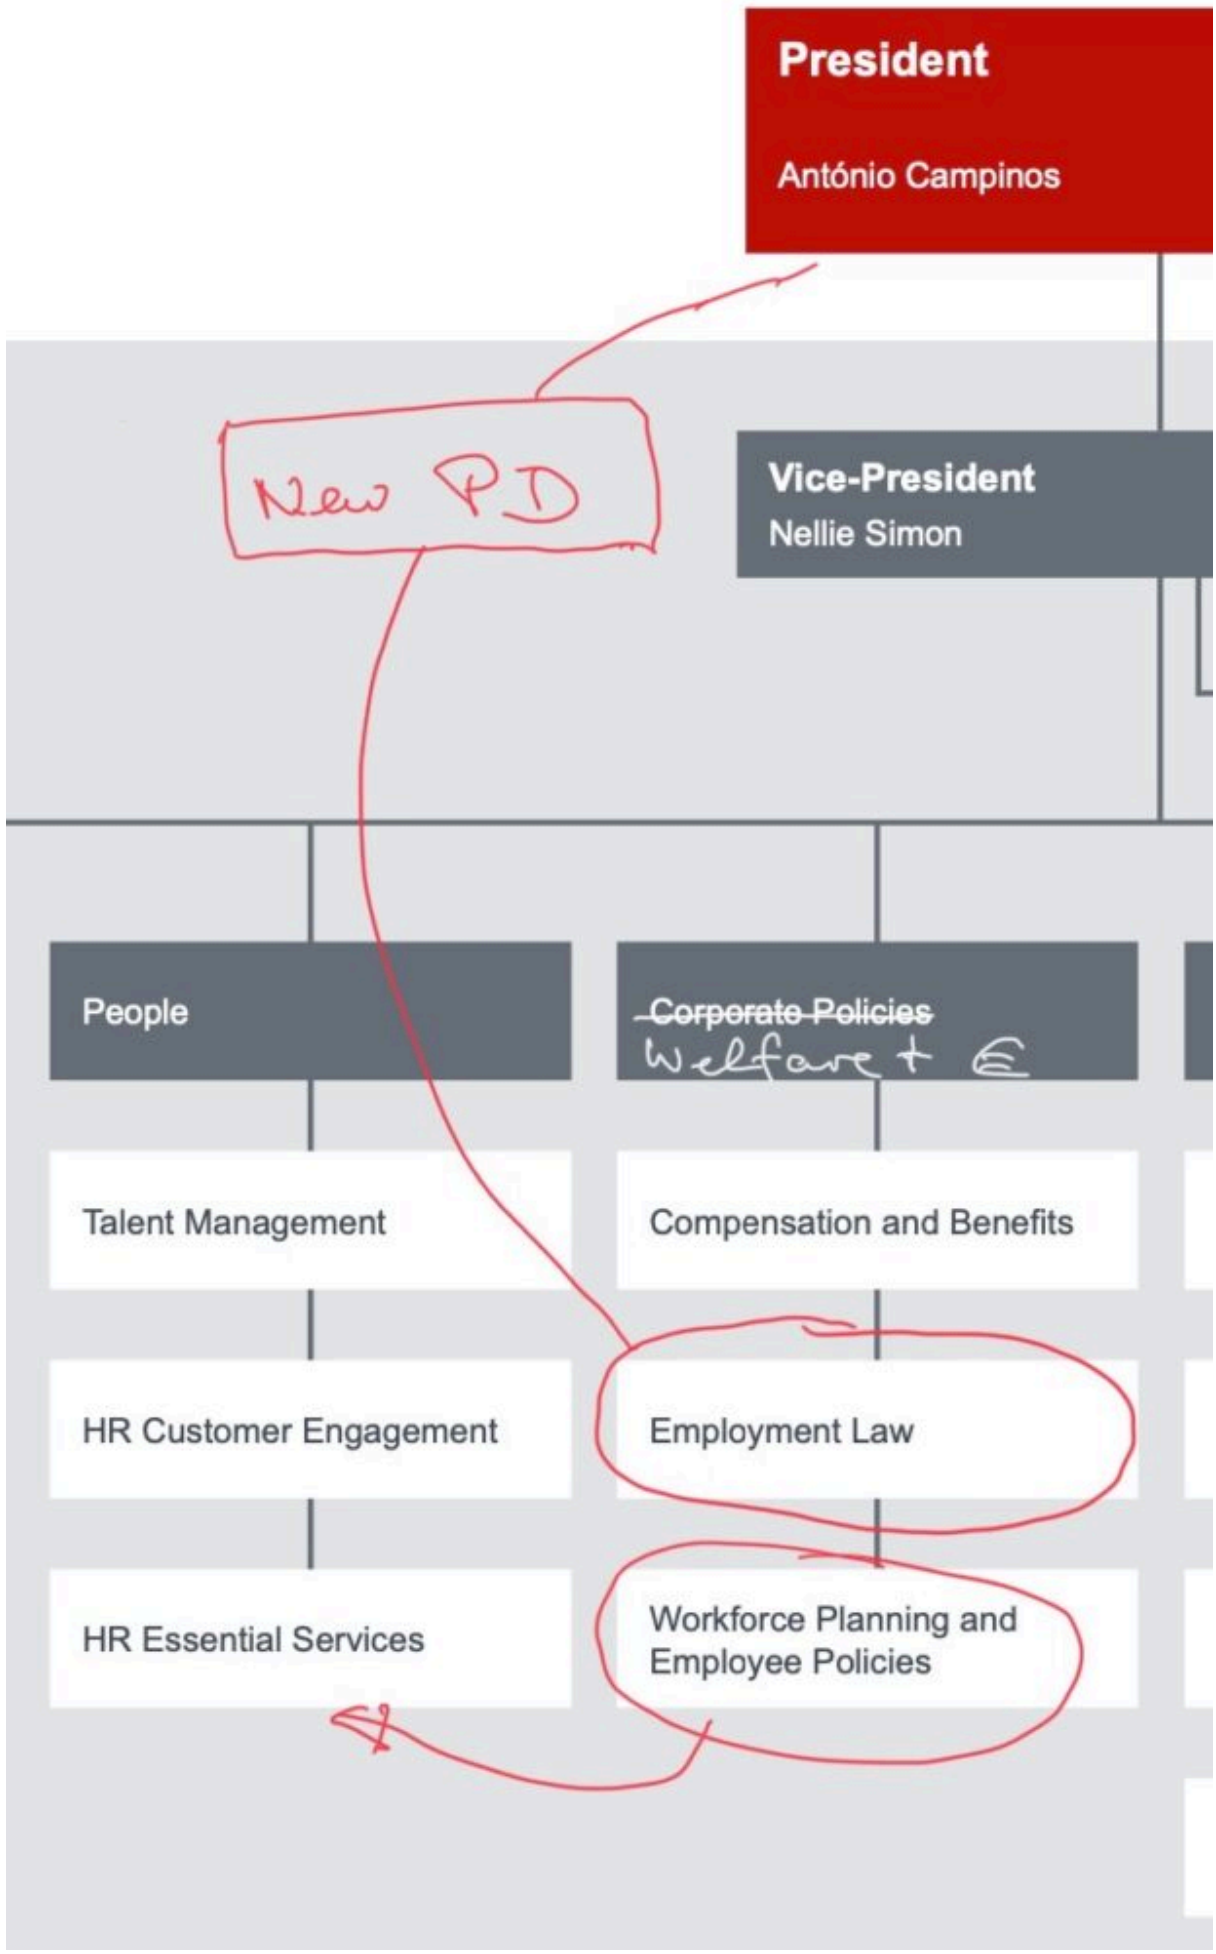 President
António Campinos
New PD
Vice-President
Nellie Simon
People
Corporate Policies
Welfare + €
Talent Management
Compensation and Benefits
HR Customer Engagement
Employment Law
HR Essential Services
Workforce Planning and
Employee Policies